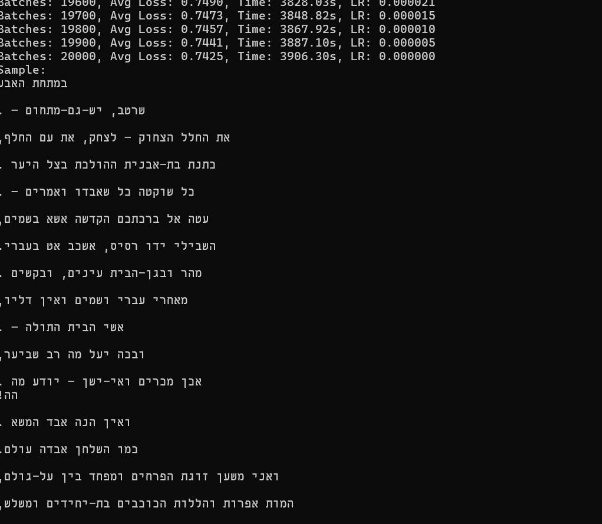 Batches: 19600, Avg Loss: 0.7490, Time: 3828.03s, LR: 0.000021
Batches: 19700, Avg Loss: 0.7473, Time: 3848.82s, LR: 0.000015
Batches: 19800, Avg Loss: 0.7457, Time: 3867.92s, LR: 0.000010
Batches: 19900, Avg Loss: 0.7441, Time: 3887.10s, LR: 0.000005
Batches: 20000, Avg Loss: 0.7425, Time: 3906.30s, LR: 0.000000
Sample:
במתחת האבע
שרטב, יש-גם-מתחום – .
את החלל הצחוק – לצחק, את עם החלף,
כתנת בת-אבנית ההולכת בצל היער .
כל שוקטה כל שאבדו ואמרים – .
עטה אל ברכתכם הקדשה אשא בשמים,
השבילי ידו רסיס, אשכב אט בעברי.
מהר ובגן-הבית עינים, ובקשים .
מאחרי עברי ושמים ואין דליו,
אשי הבית התולה – .
ובכה יעל מה רב שביער,
אכן מכרים ואי-ישן – יודע מה .
הה!
ואין הנה אבד המשא .
כמו השלחן אבדה עולם.
ואני משען זוגת הפרחים ומפחד בין על-גולם,
המות אפרות והללות הכוכבים בת-יחידים ומשלש,